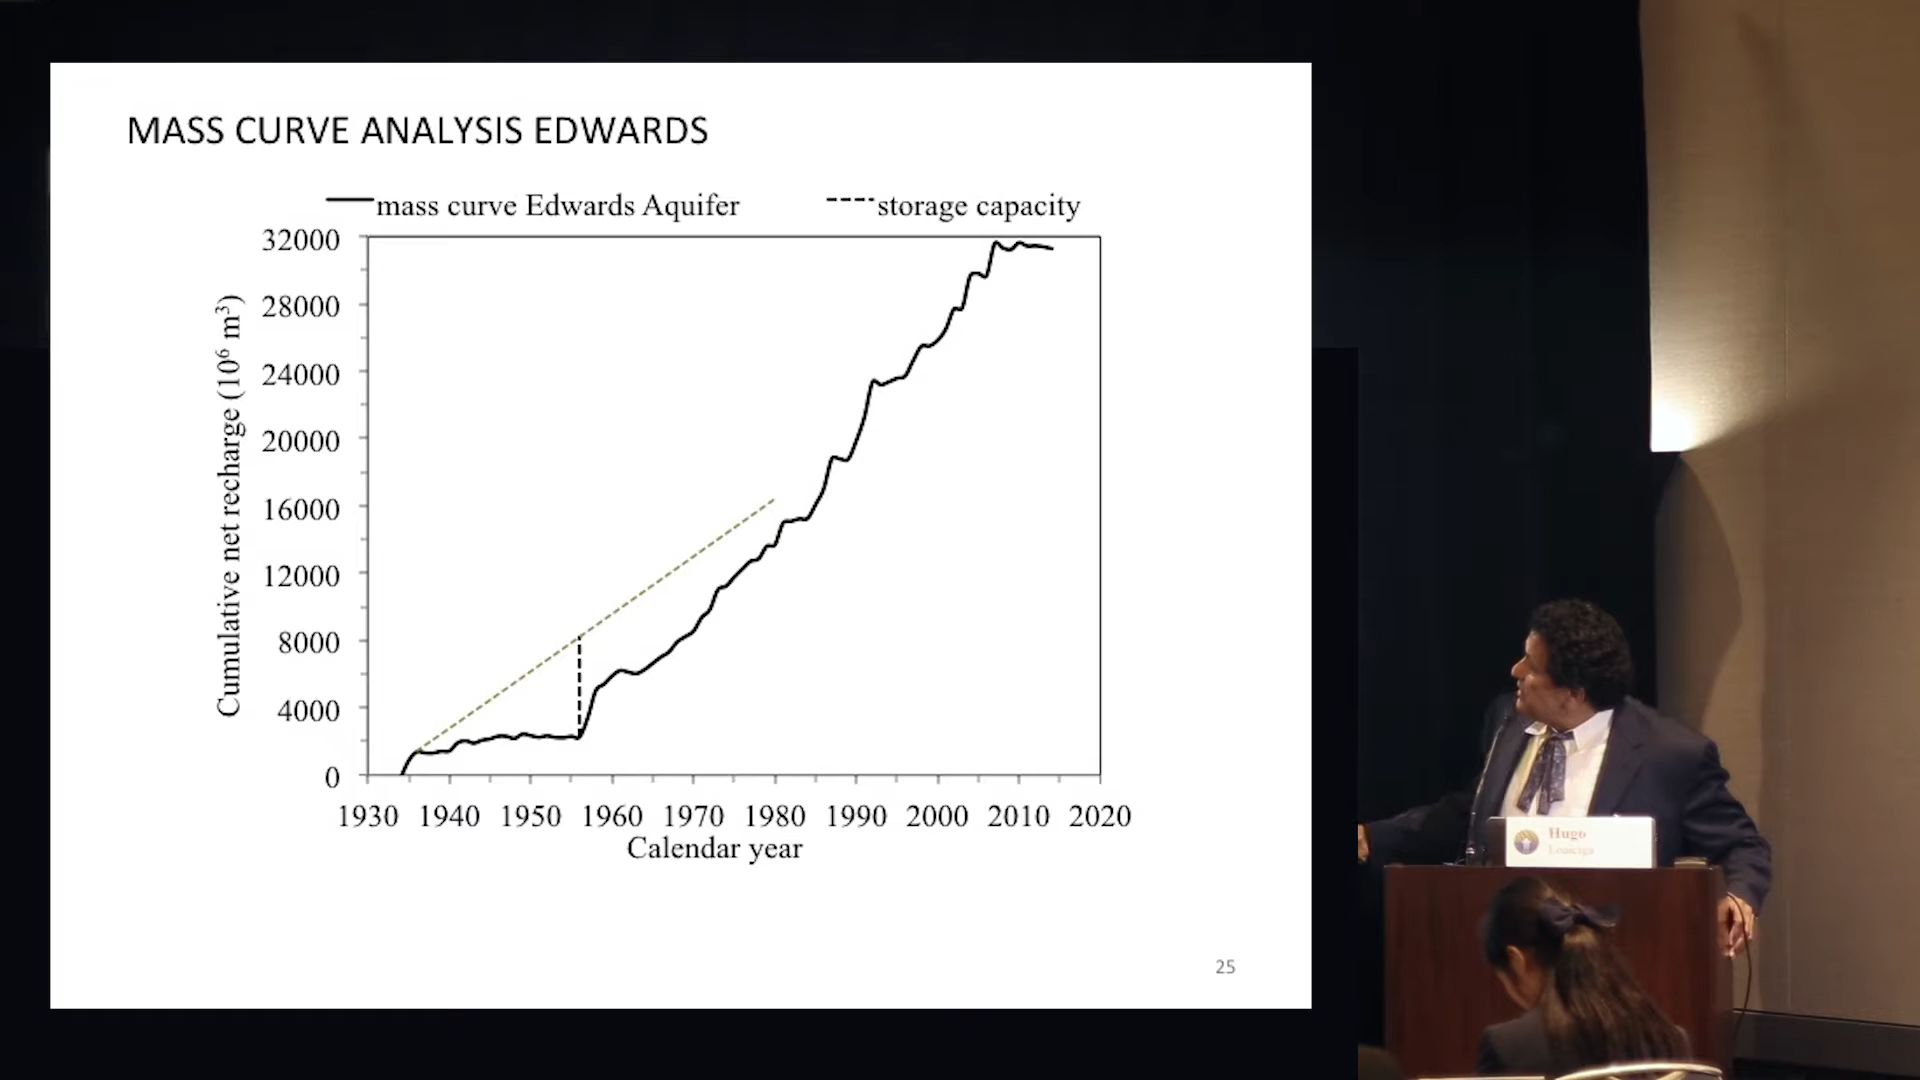 MASS CURVE ANALYSIS EDWARDS
mass curve Edwards Aquifer
storage capacity
Cumulative net recharge (10⁶ m³)
32000
28000
24000
20000
16000
12000
8000
4000
0
1930 1940 1950 1960 1970 1980 1990 2000 2010 2020
Calendar year
25
Hugo
Loaiciga